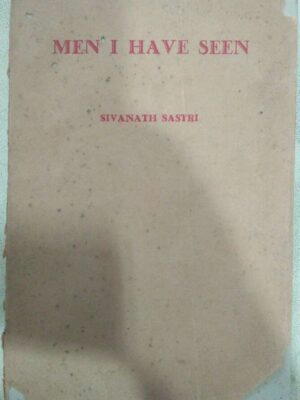 MEN I HAVE SEEN
SIVANATH SASTRI